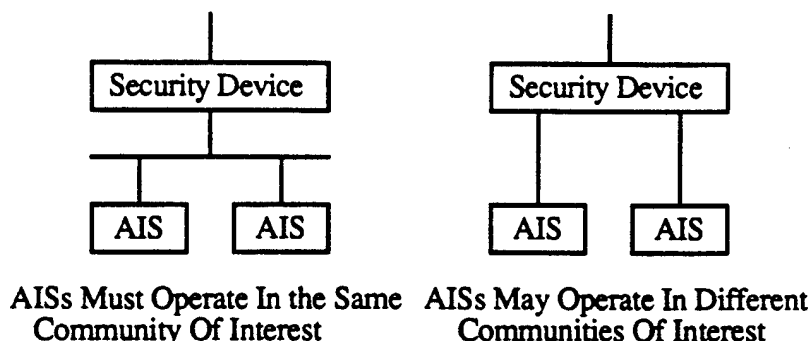 Security Device
Security Device
AIS
AIS
AIS
AIS
AISs Must Operate In the Same
Community Of Interest
AISs May Operate In Different
Communities Of Interest